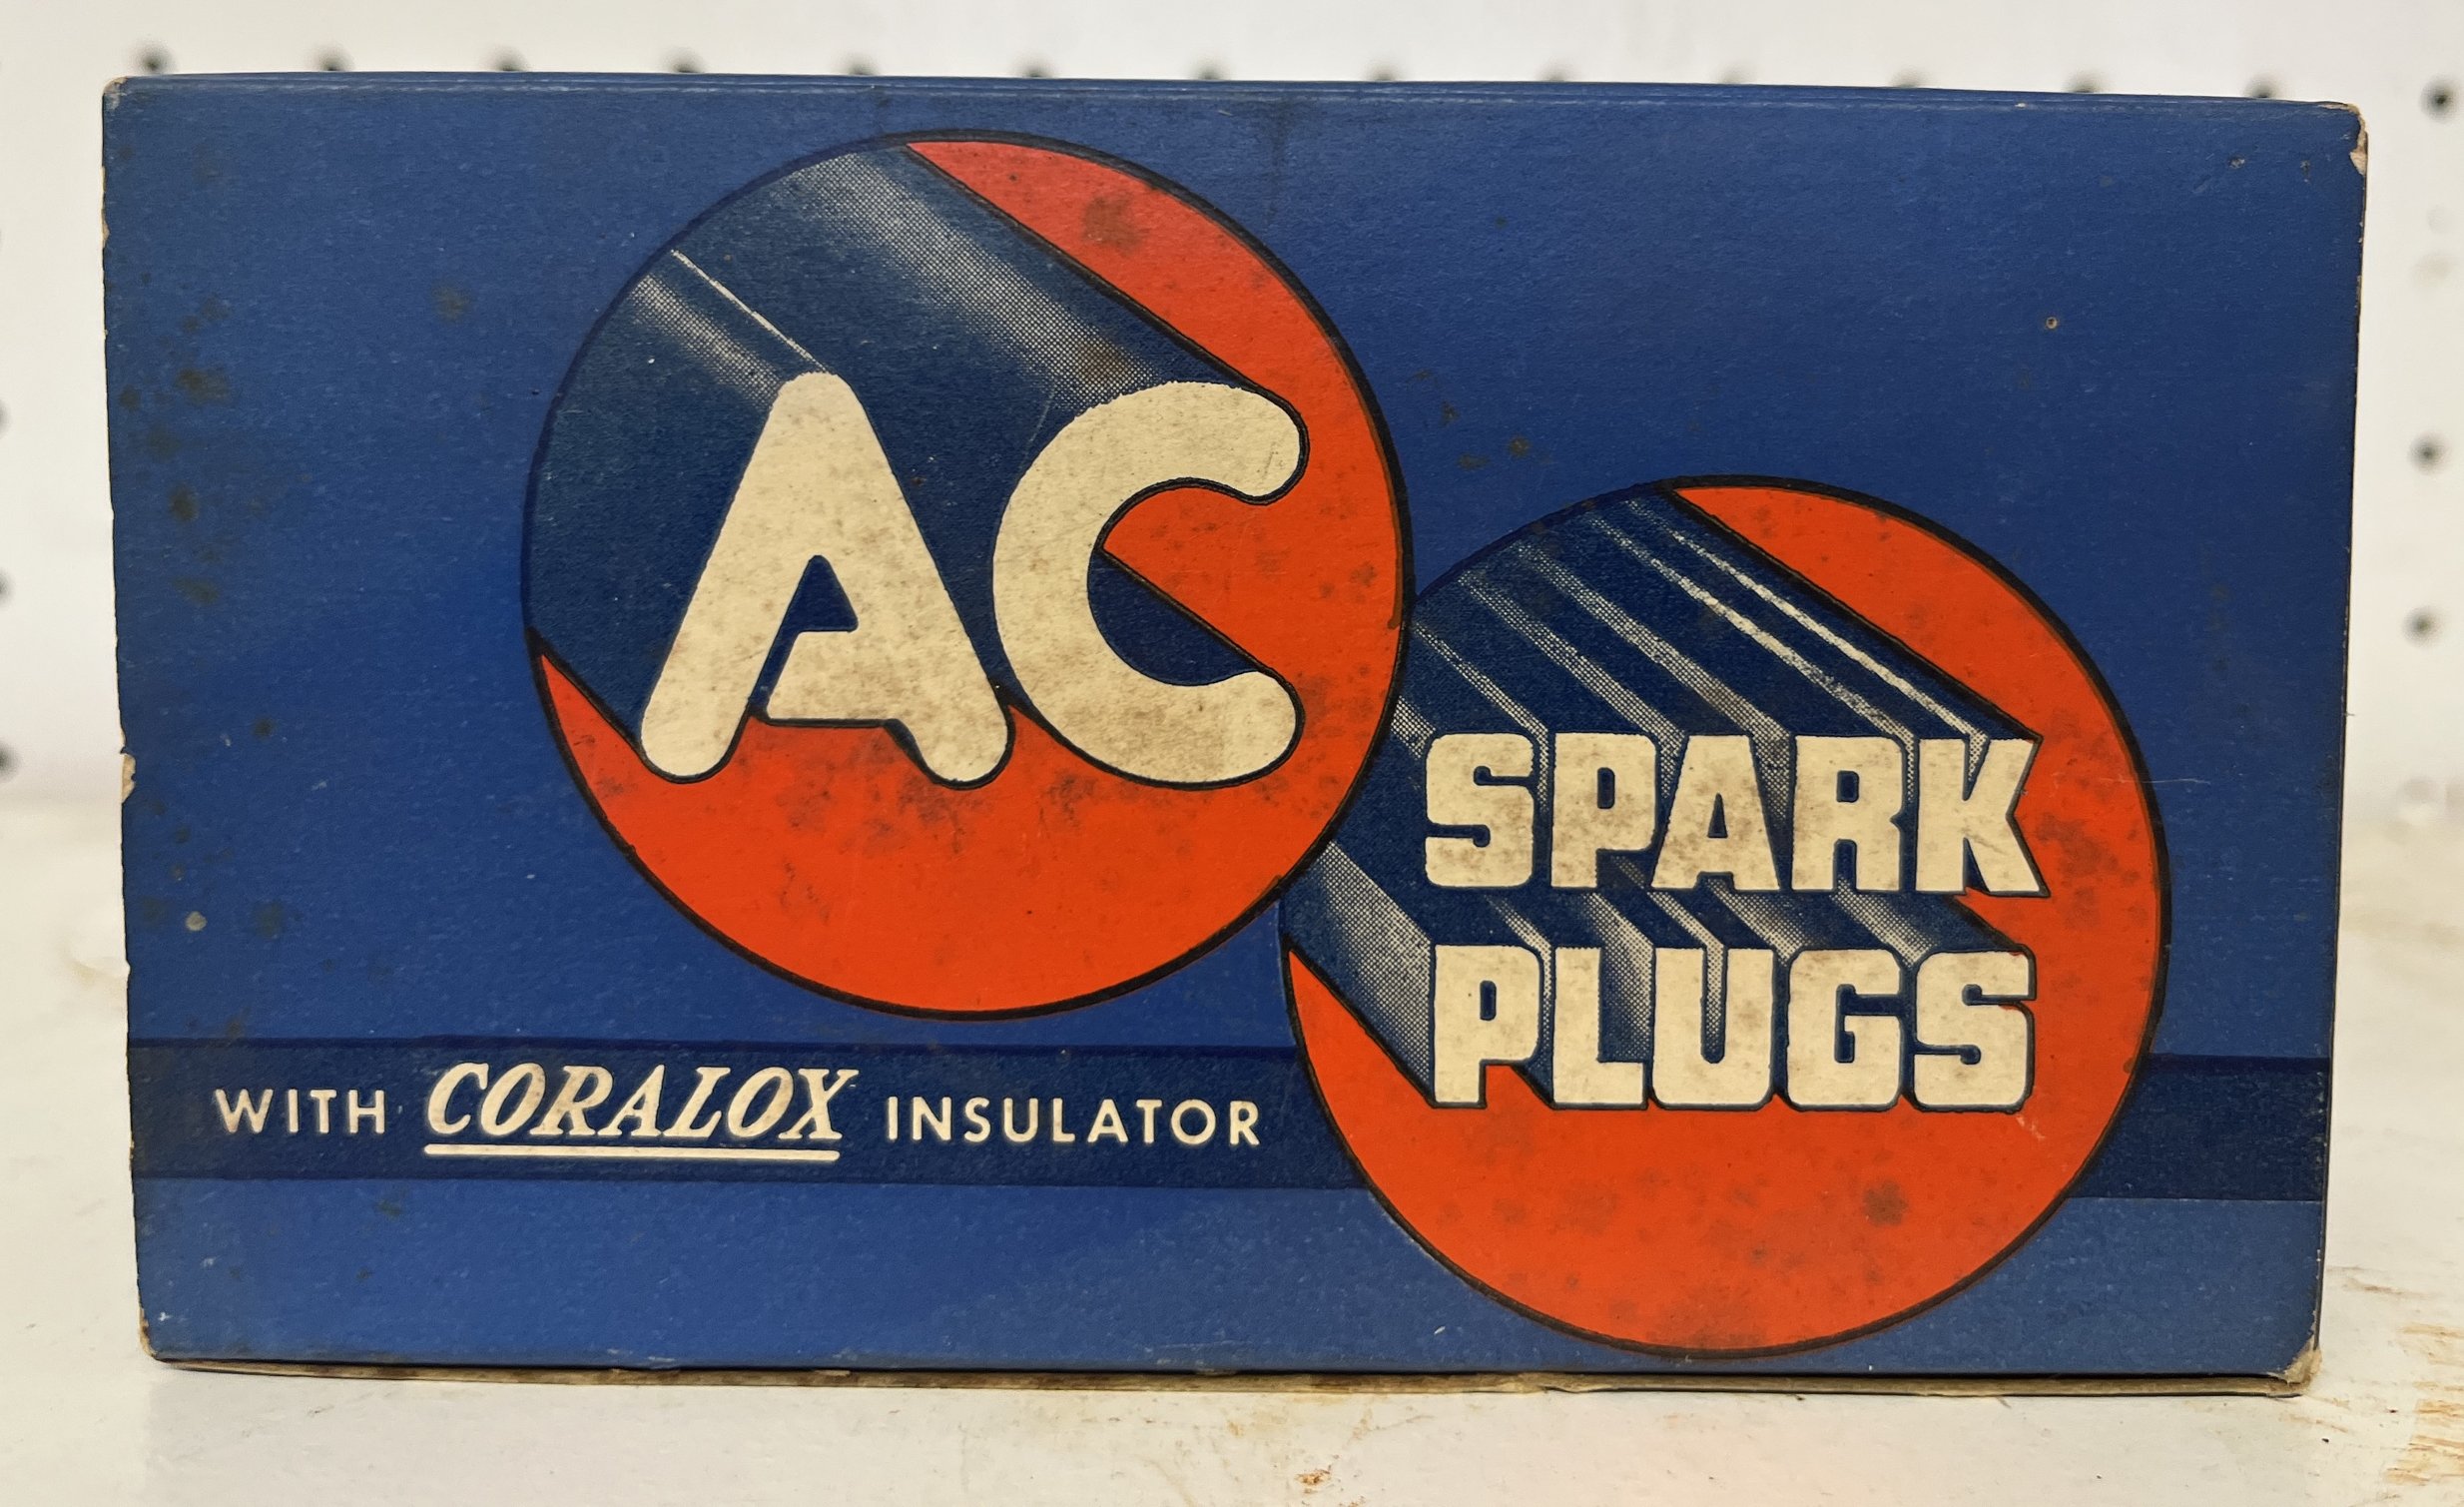 AC
SPARK
PLUGS
WITH CORALOX INSULATOR